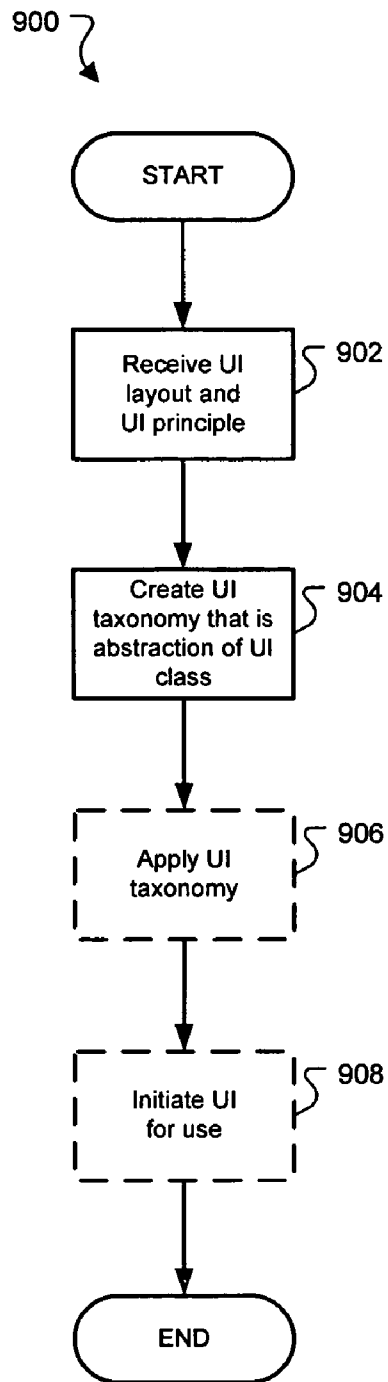 900
START
Receive UI
layout and
UI principle
902
Create UI
taxonomy that is
abstraction of UI
class
904
Apply UI
taxonomy
906
Initiate UI
for use
908
END